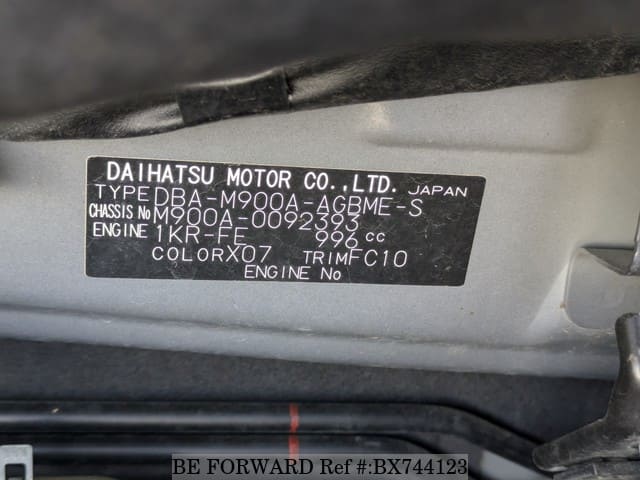 DAIHATSU MOTOR CO.,LTD. JAPAN
TYPE DBA-M900A-AGBME-S
CHASSIS No M900A-0092393
ENGINE 1KR-FE 996 cc
COLOR X07 TRIM FC10
ENGINE No
BE FORWARD Ref #:BX744123